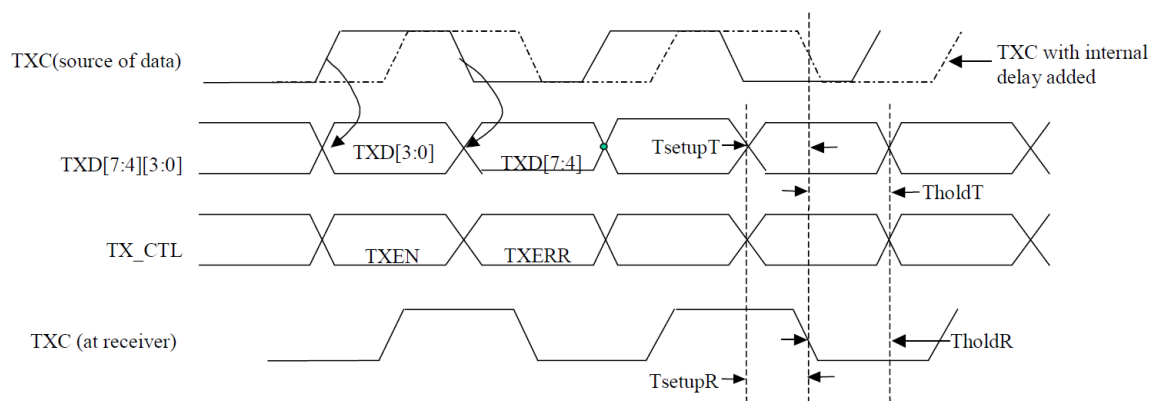 TXC(source of data)
TXC with internal
delay added
TXD[7:4][3:0]
TXD[3:0]
TXD[7:4]
TsetupT
TholdT
TX_CTL
TXEN
TXERR
TXC (at receiver)
TholdR
TsetupR